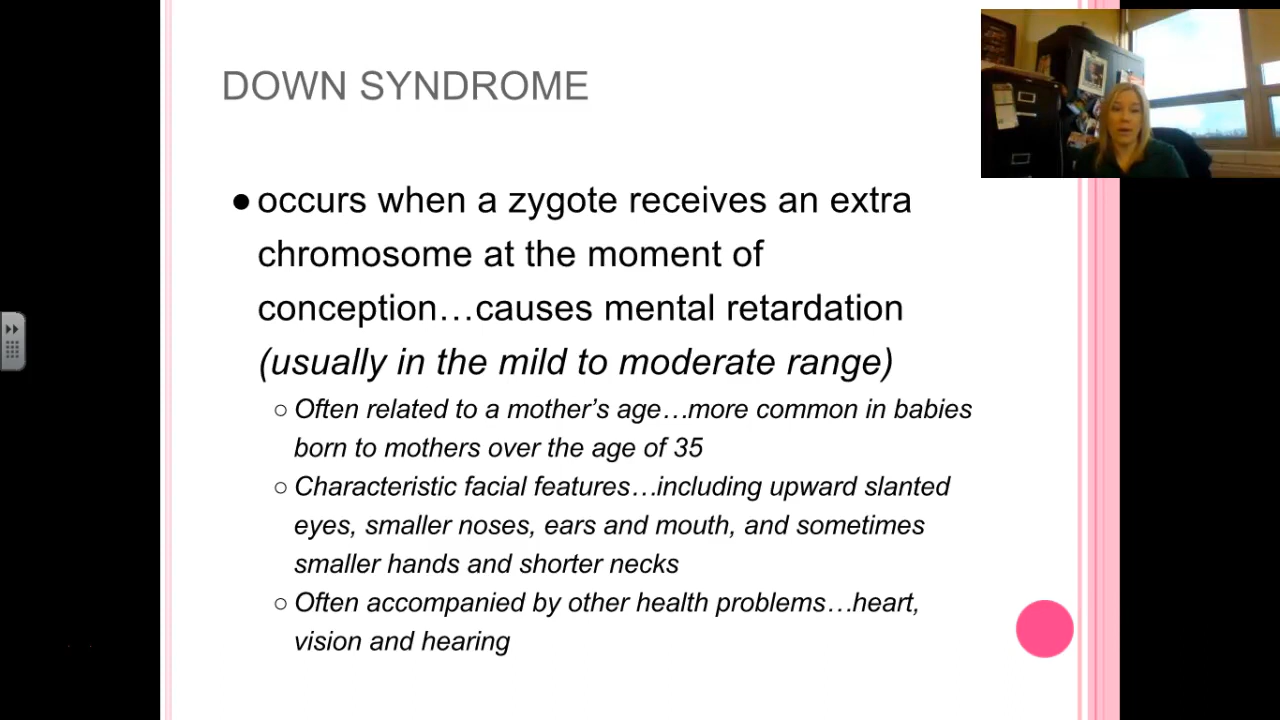 DOWN SYNDROME
●occurs when a zygote receives an extra
chromosome at the moment of
conception…causes mental retardation
(usually in the mild to moderate range)
○Often related to a mother’s age…more common in babies
born to mothers over the age of 35
○Characteristic facial features…including upward slanted
eyes, smaller noses, ears and mouth, and sometimes
smaller hands and shorter necks
○Often accompanied by other health problems…heart,
vision and hearing